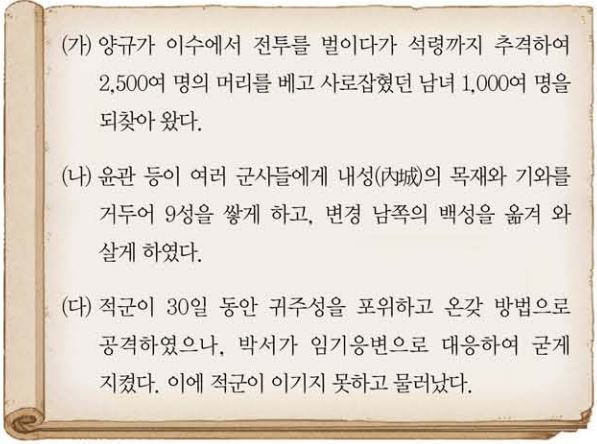 (가) 양규가 이수에서 전투를 벌이다가 석령까지 추격하여
2,500여 명의 머리를 베고 사로잡혔던 남녀 1,000여 명을
되찾아 왔다.
(나) 윤관 등이 여러 군사들에게 내성(內城)의 목재와 기와를
거두어 9성을 쌓게 하고, 변경 남쪽의 백성을 옮겨 와
살게 하였다.
(다) 적군이 30일 동안 귀주성을 포위하고 온갖 방법으로
공격하였으나, 박서가 임기응변으로 대응하여 굳게
지켰다. 이에 적군이 이기지 못하고 물러났다.